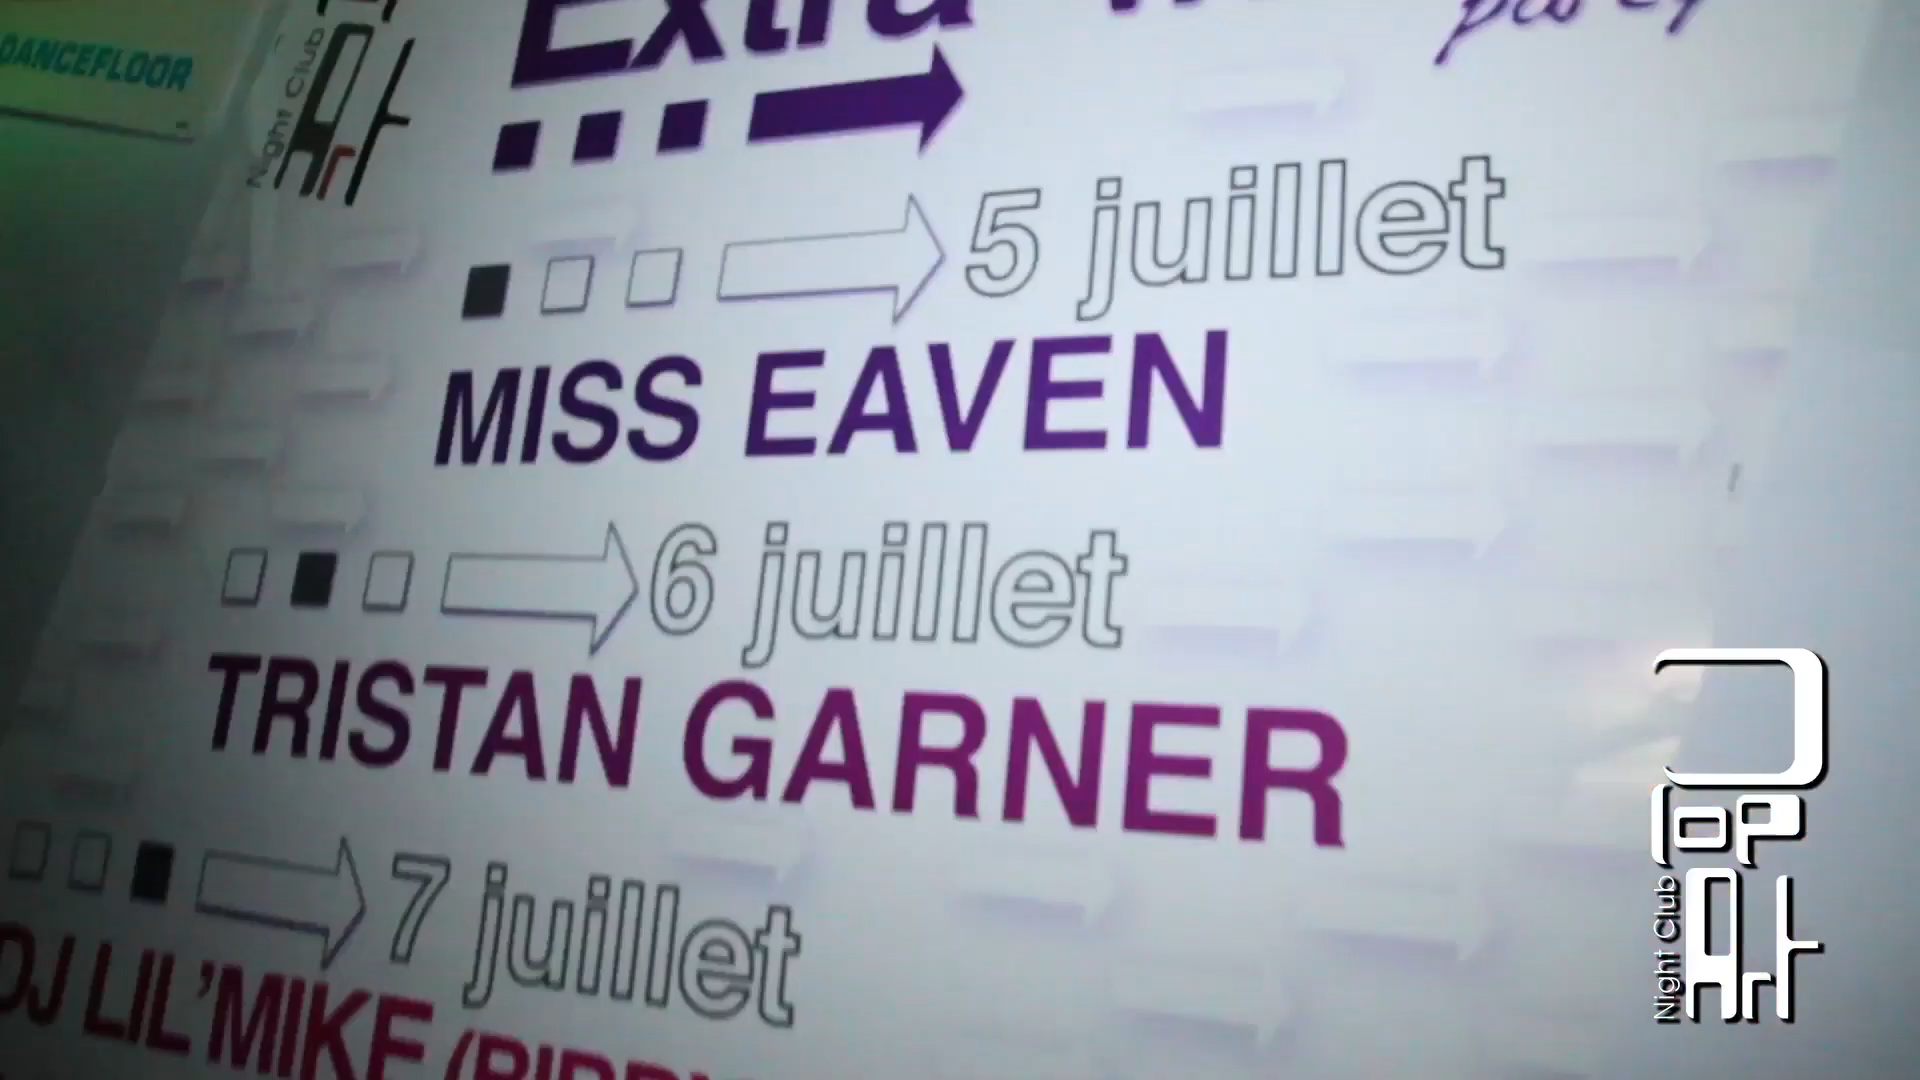 DANCEFLOOR
Night Club
Art
Extra
party
5 juillet
MISS EAVEN
6 juillet
TRISTAN GARNER
7 juillet
DJ LIL'MIKE
Pop
Art
Night Club